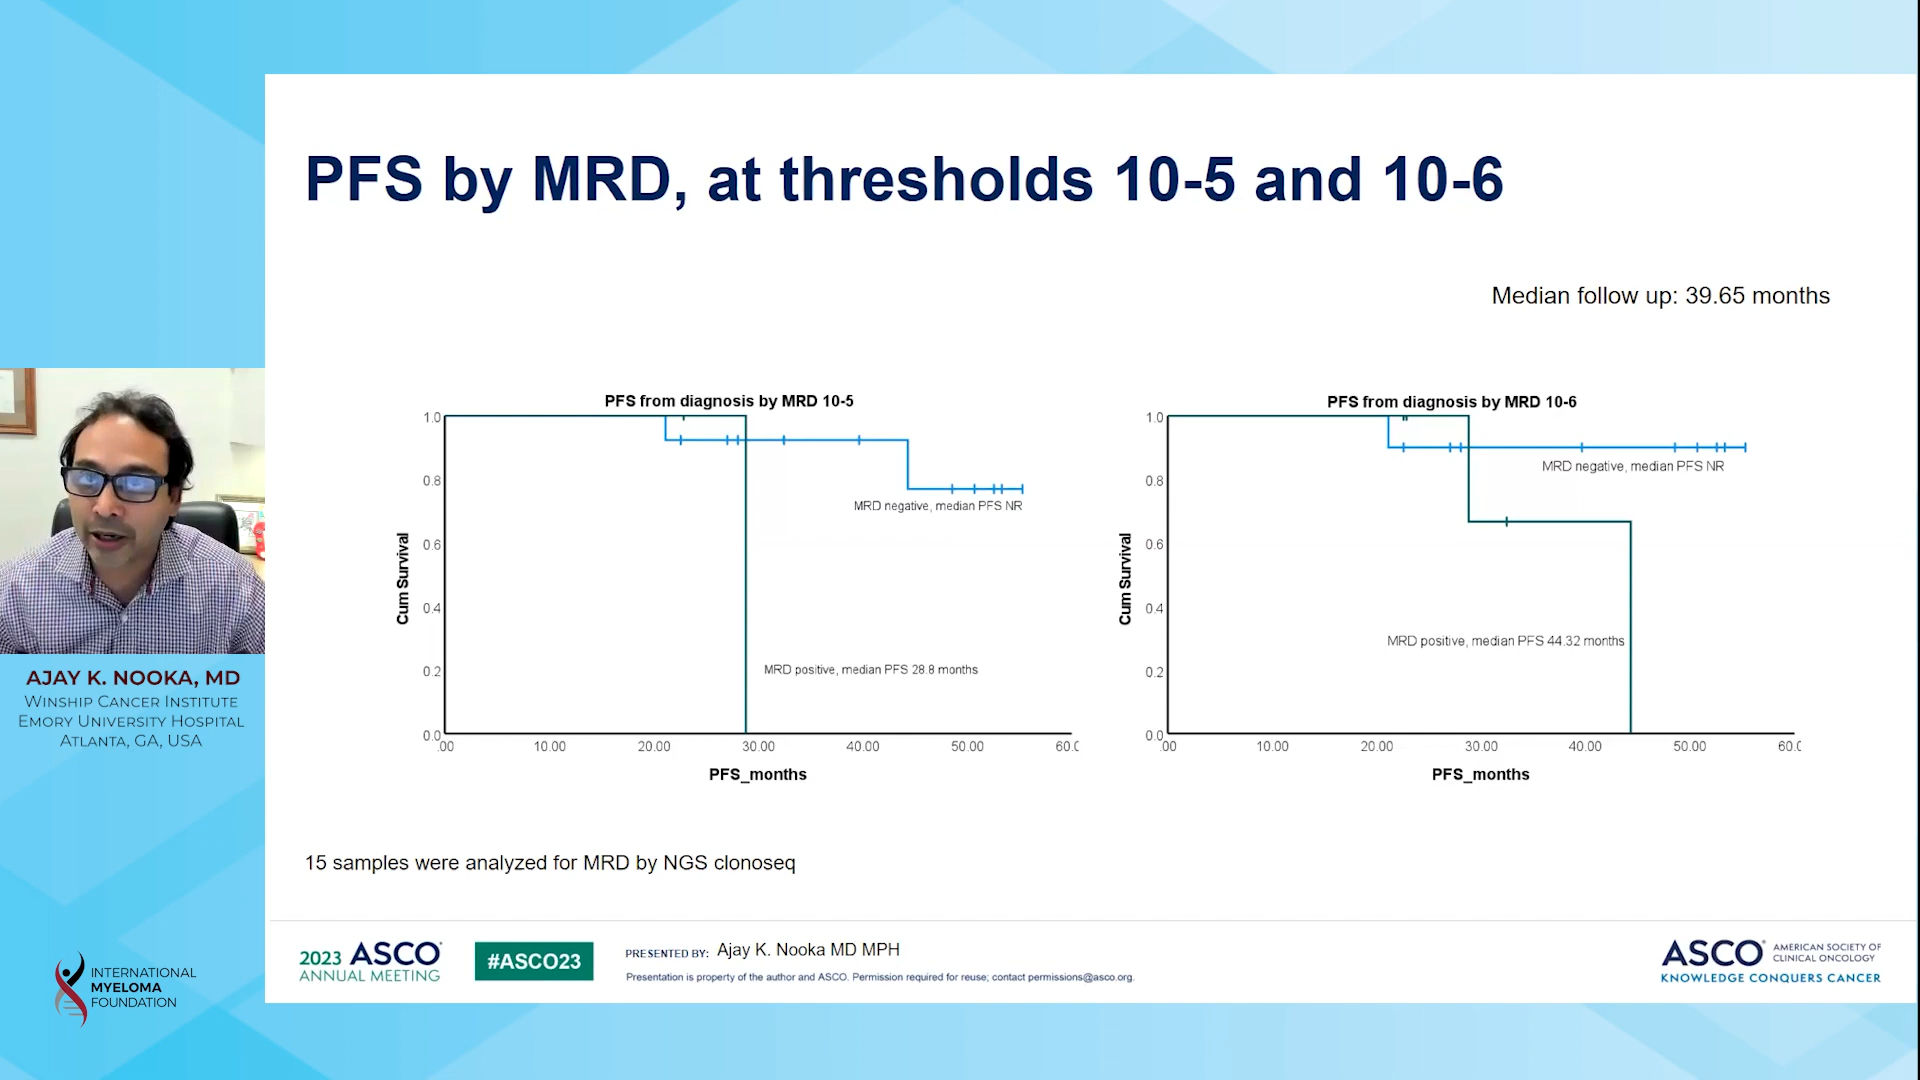 PFS by MRD, at thresholds 10-5 and 10-6
Median follow up: 39.65 months
PFS from diagnosis by MRD 10-5
1.0
0.8
0.6
0.4
0.2
0.0
Cum Survival
MRD negative, median PFS NR
MRD positive, median PFS 28.8 months
.00 10.00 20.00 30.00 40.00 50.00 60.0
PFS_months
PFS from diagnosis by MRD 10-6
1.0
0.8
0.6
0.4
0.2
0.0
Cum Survival
MRD negative, median PFS NR
MRD positive, median PFS 44.32 months
.00 10.00 20.00 30.00 40.00 50.00 60.0
PFS_months
15 samples were analyzed for MRD by NGS clonoseq
AJAY K. NOOKA, MD
WINSHIP CANCER INSTITUTE
EMORY UNIVERSITY HOSPITAL
ATLANTA, GA, USA
INTERNATIONAL
MYELOMA
FOUNDATION
2023 ASCO
ANNUAL MEETING
#ASCO23
PRESENTED BY: Ajay K. Nooka MD MPH
Presentation is property of the author and ASCO. Permission required for reuse; contact permissions@asco.org.
ASCO AMERICAN SOCIETY OF
CLINICAL ONCOLOGY
KNOWLEDGE CONQUERS CANCER